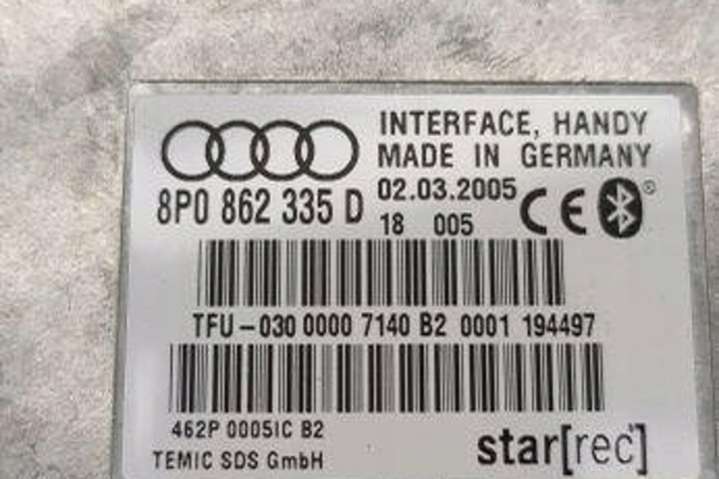 INTERFACE, HANDY
MADE IN GERMANY
8P0 862 335 D
02.03.2005
18 005
CE
TFU-030 0000 7140 B2 0001 194497
462P 0005IC B2
TEMIC SDS GmbH
star[rec]